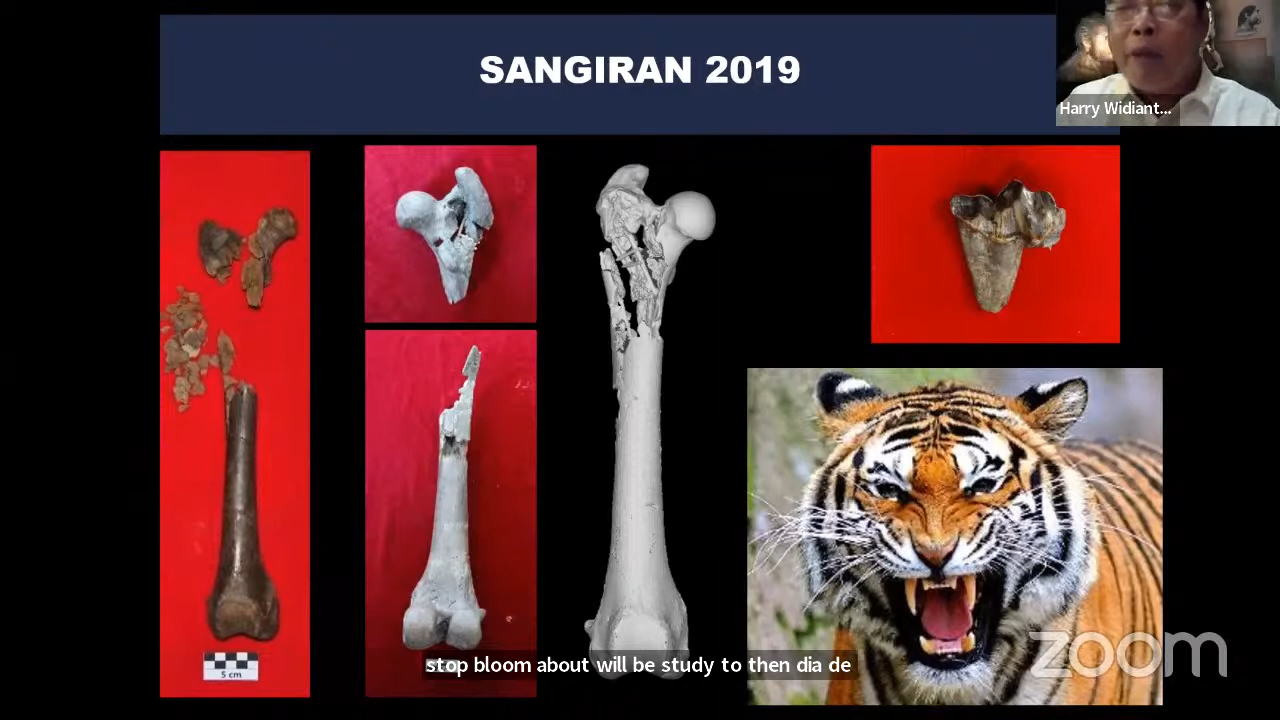 SANGIRAN 2019
Harry Widiant...
5 cm
stop bloom about will be study to then dia de
zoom